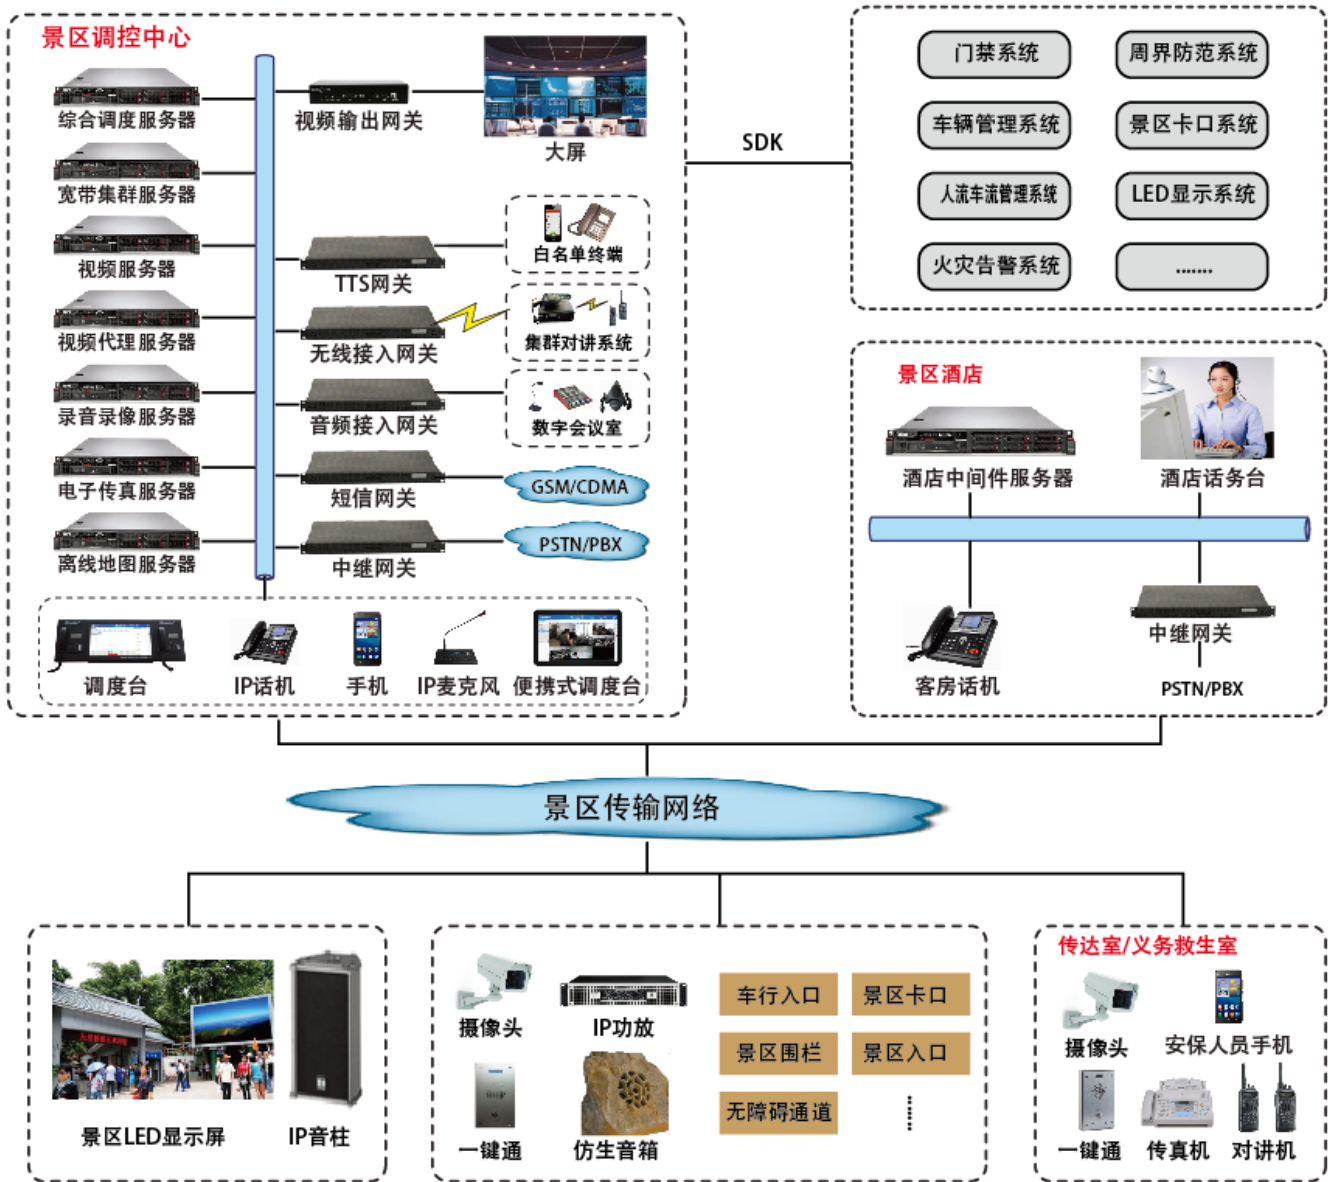 景区调控中心
综合调度服务器
宽带集群服务器
视频服务器
视频代理服务器
录音录像服务器
电子传真服务器
离线地图服务器
视频输出网关
大屏
TTS网关
白名单终端
无线接入网关
集群对讲系统
音频接入网关
数字会议室
短信网关
GSM/CDMA
中继网关
PSTN/PBX
调度台
IP话机
手机
IP麦克风
便携式调度台
SDK
门禁系统
周界防范系统
车辆管理系统
景区卡口系统
人流车流管理系统
LED显示系统
火灾告警系统
.......
景区酒店
酒店中间件服务器
酒店话务台
客房话机
中继网关
PSTN/PBX
景区传输网络
景区LED显示屏
IP音柱
摄像头
IP功放
一键通
仿生音箱
车行入口
景区卡口
景区围栏
景区入口
无障碍通道
传达室/义务救生室
摄像头
安保人员手机
一键通
传真机
对讲机